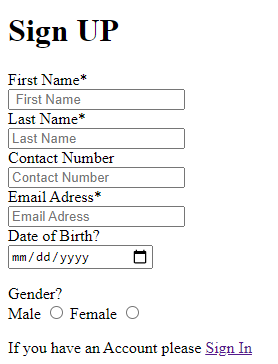 Sign UP
First Name*
First Name
Last Name*
Last Name
Contact Number
Contact Number
Email Adress*
Email Adress
Date of Birth?
mm/dd/yyyy
Gender?
Male Female
If you have an Account please Sign In